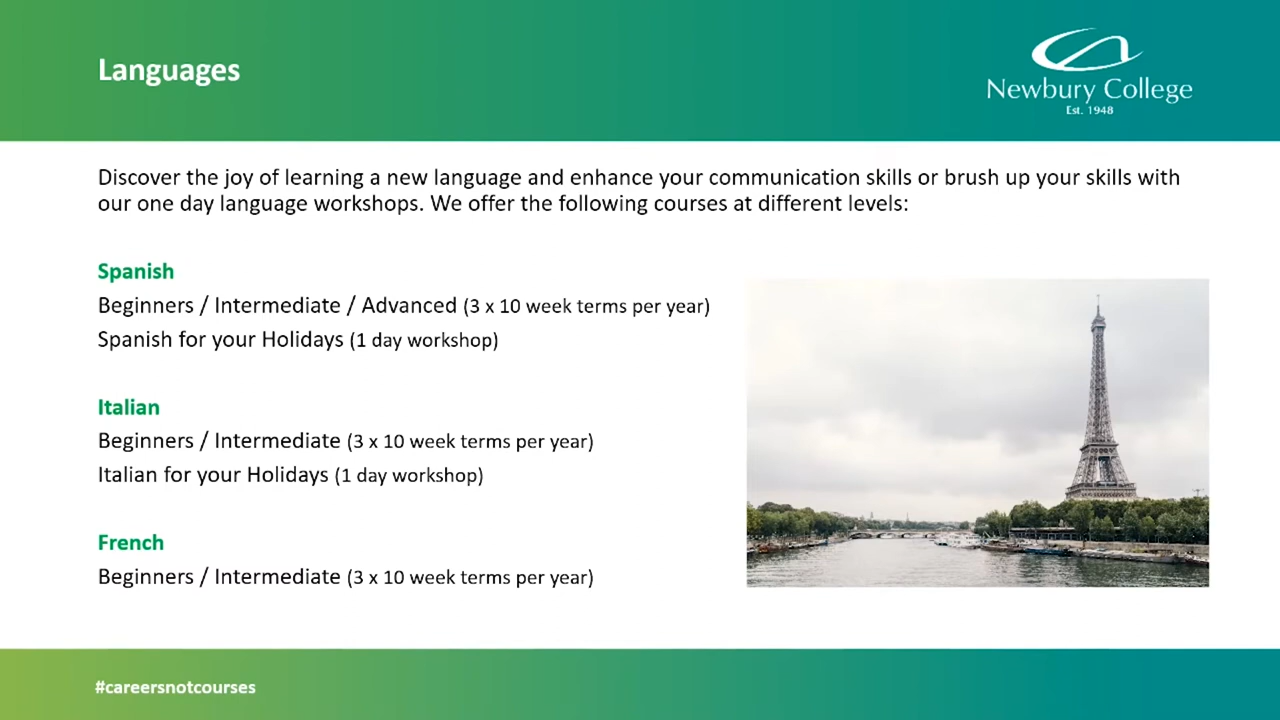 Languages
Newbury College
Est. 1948
Discover the joy of learning a new language and enhance your communication skills or brush up your skills with
our one day language workshops. We offer the following courses at different levels:
Spanish
Beginners / Intermediate / Advanced (3 x 10 week terms per year)
Spanish for your Holidays (1 day workshop)
Italian
Beginners / Intermediate (3 x 10 week terms per year)
Italian for your Holidays (1 day workshop)
French
Beginners / Intermediate (3 x 10 week terms per year)
#careersnotcourses